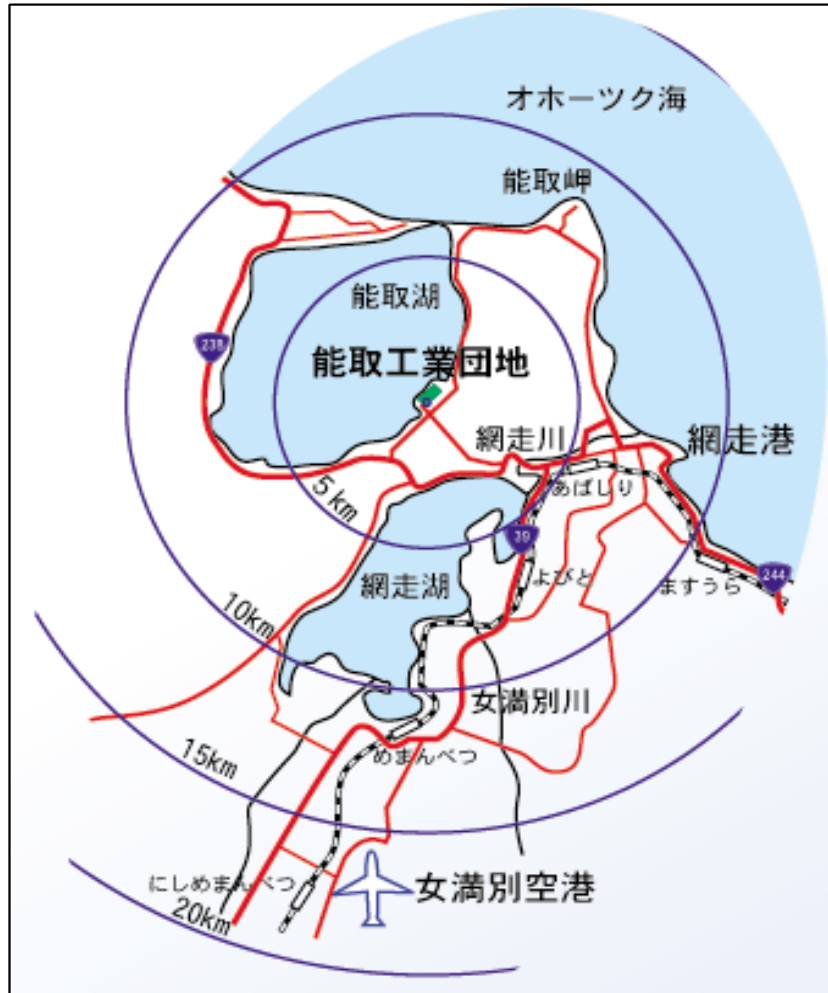 オホーツク海
能取岬
能取湖
238
能取工業団地
網走川
網走港
あばしり
5km
39
よびと
ますうら
244
網走湖
10km
女満別川
15km
めまんべつ
にしめまんべつ
女満別空港
20km